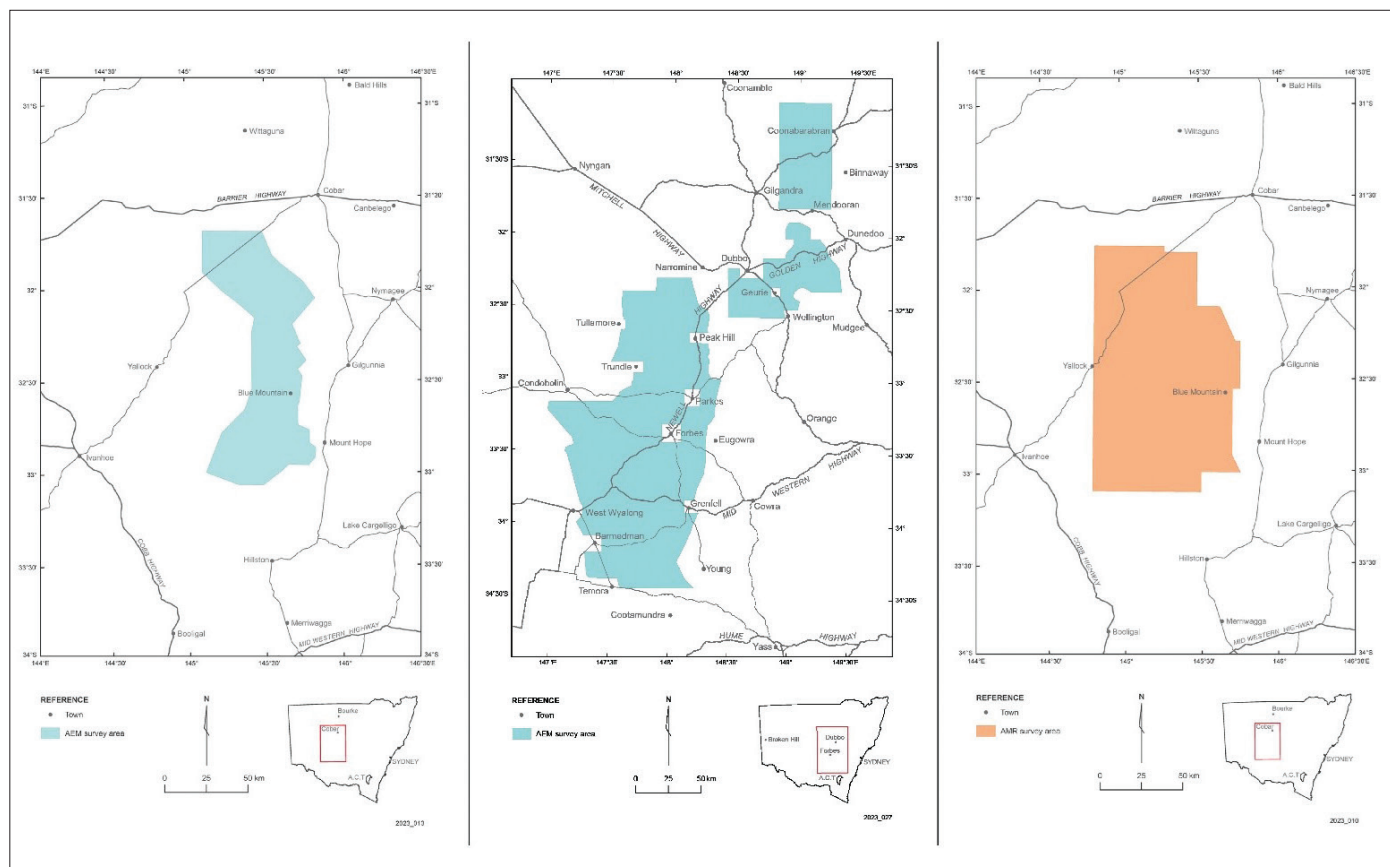 144°E
144°30'E
145°
145°30'
146°
146°30'E
31°S
31°S
Bald Hills
Wittaguna
Cobar
BARRIER HIGHWAY
31°20'S
31°30'
Canbelego
32°
32°
Nymagee
Yallock
Gilgunnia
32°30'
32°30'
Blue Mountain
Mount Hope
Ivanhoe
33°
33°
Lake Cargelligo
COBB HIGHWAY
Hillston
33°30'
33°30'S
Merriwagga
MID WESTERN HIGHWAY
Booligal
34°S
34°S
144°E
144°30'
145°
145°30'
146°
146°30'E
REFERENCE
Town
AEM survey area
N
0 25 50 km
Bourke
Cobar
SYDNEY
A.C.T
2023_013
147°E
147°30'
148°
148°30'
149°
149°30'E
Coonamble
Coonabarabran
31°30'S
31°30'S
Nyngan
Binnaway
MITCHELL
Gilgandra
Mendooran
HIGHWAY
32°
32°
Dunedoo
Dubbo
Narromine
GOLDEN HIGHWAY
Geurie
HIGHWAY
32°30'
32°30'
Tullamore
Wellington
Mudgee
Peak Hill
Trundle
33°
33°
Condobolin
Parkes
NEWELL
Orange
Forbes
Eugowra
33°30'
33°30'
MID WESTERN HIGHWAY
Grenfell
Cowra
West Wyalong
34°
34°
Barmedman
Young
Temora
34°30'S
34°30'S
Cootamundra
HUME HIGHWAY
Yass
147°E
147°30'
148°
148°30'
149°
149°30'E
REFERENCE
Town
AEM survey area
N
0 25 50 km
Broken Hill
Dubbo
Forbes
SYDNEY
A.C.T
2023_027
144°E
144°30'E
145°
145°30'
146°
146°30'E
31°S
31°S
Bald Hills
Wittaguna
Cobar
BARRIER HIGHWAY
31°30'
31°30'
Canbelego
32°
32°
Nymagee
Yallock
Gilgunnia
32°30'
32°30'
Blue Mountain
Mount Hope
Ivanhoe
33°
33°
Lake Cargelligo
COBB HIGHWAY
Hillston
33°30'
33°30'S
Merriwagga
MID WESTERN HIGHWAY
Booligal
34°S
34°S
144°E
144°30'
145°
145°30'
146°
146°30'E
REFERENCE
Town
AMR survey area
N
0 25 50 km
Bourke
Cobar
SYDNEY
A.C.T